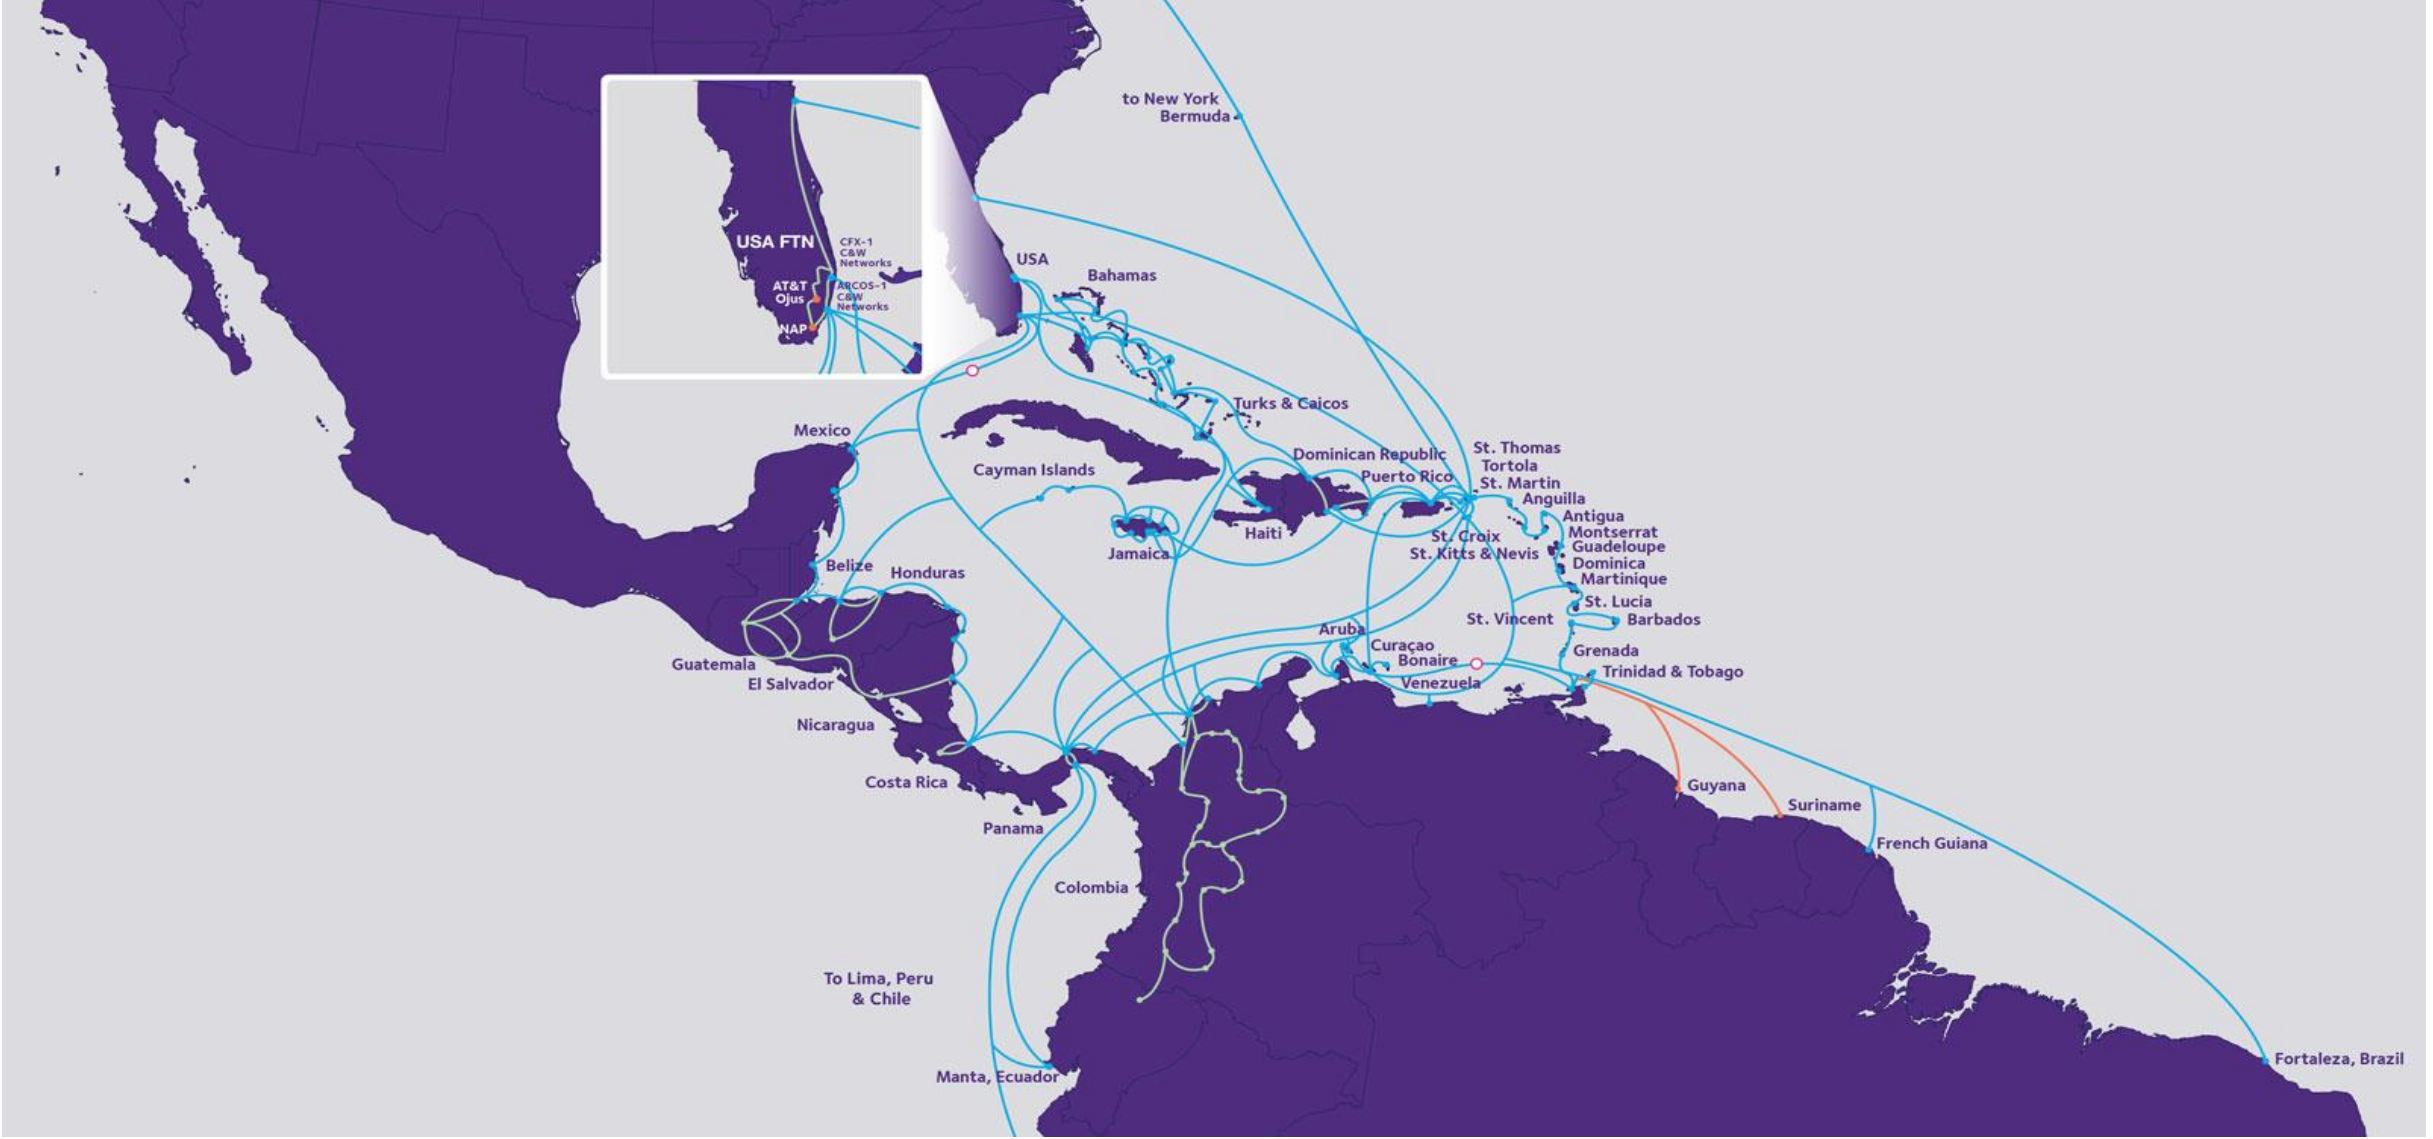 to New York
Bermuda
USA FTN
CFX-1
C&W
Networks
AT&T
Ojus
ARCOS-1
C&W
Networks
NAP
USA
Bahamas
Turks & Caicos
Mexico
Cayman Islands
Dominican Republic
Puerto Rico
St. Thomas
Tortola
St. Martin
Anguilla
Antigua
Montserrat
Guadeloupe
Dominica
Martinique
St. Lucia
Barbados
Haiti
Jamaica
St. Croix
St. Kitts & Nevis
Belize
Honduras
St. Vincent
Aruba
Curaçao
Bonaire
Venezuela
Grenada
Trinidad & Tobago
Guatemala
El Salvador
Nicaragua
Costa Rica
Panama
Guyana
Suriname
French Guiana
Colombia
To Lima, Peru
& Chile
Manta, Ecuador
Fortaleza, Brazil